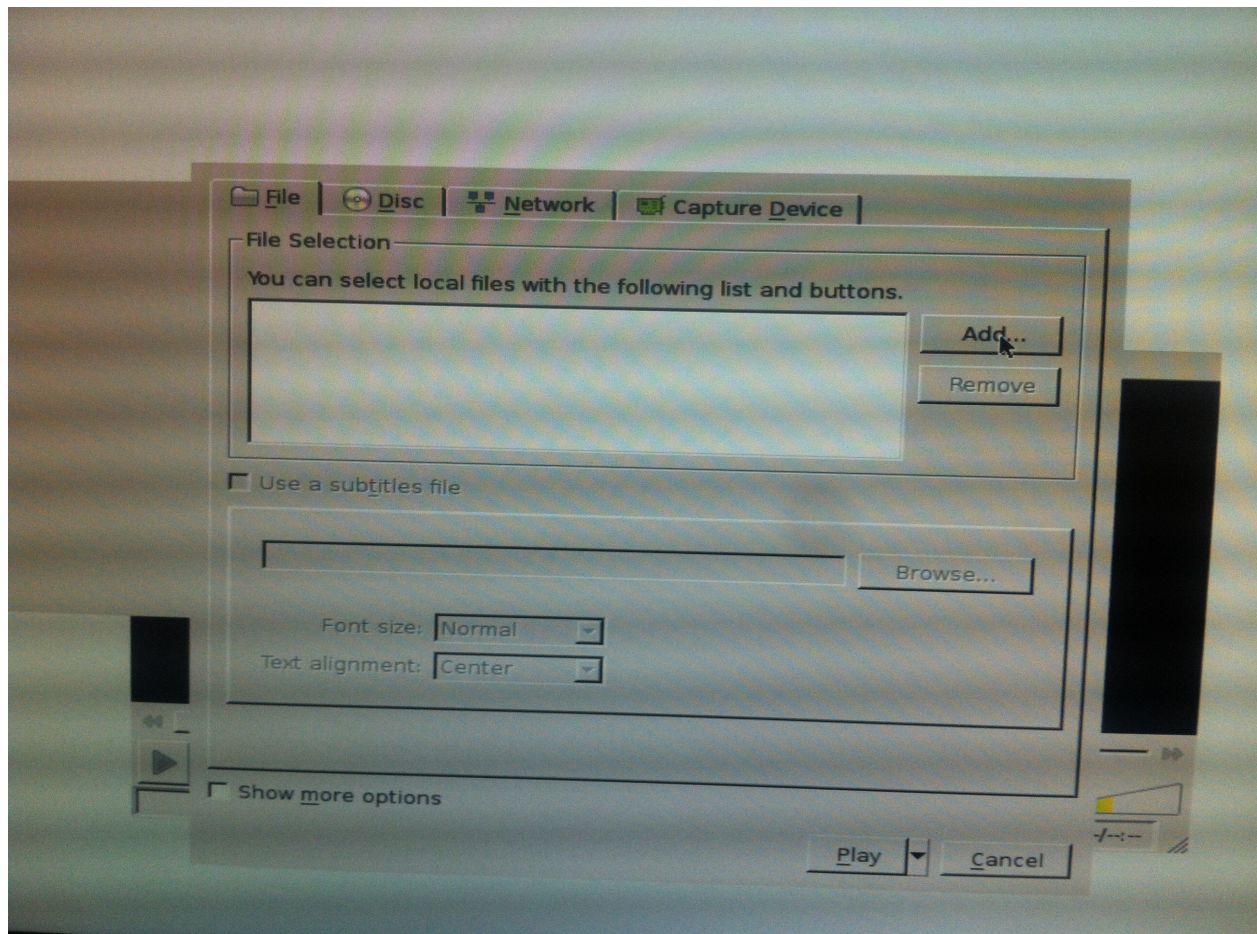 File Disc Network Capture Device
File Selection
You can select local files with the following list and buttons.
Add...
Remove
Use a subtitles file
Browse...
Font size: Normal
Text alignment: Center
Show more options
-/--:--
Play Cancel